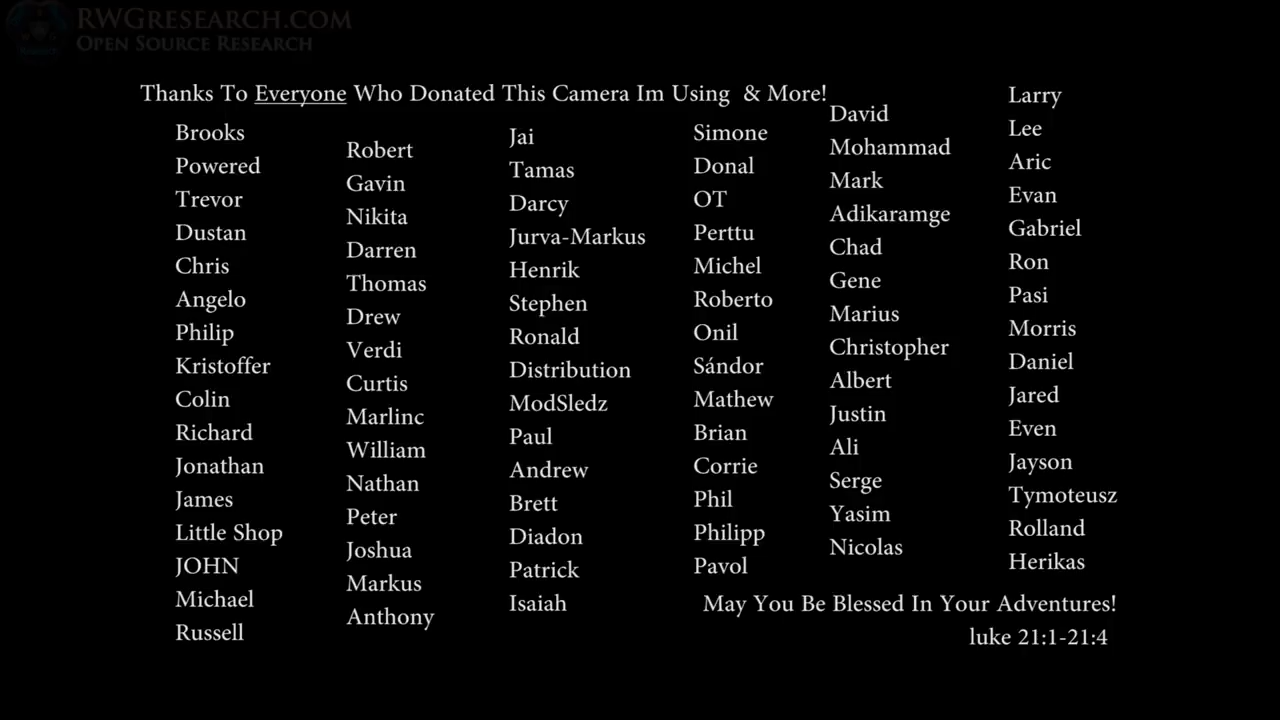 RWGRESEARCH.COM
OPEN SOURCE RESEARCH
Thanks To Everyone Who Donated This Camera Im Using & More!
Brooks
Powered
Trevor
Dustan
Chris
Angelo
Philip
Kristoffer
Colin
Richard
Jonathan
James
Little Shop
JOHN
Michael
Russell
Robert
Gavin
Nikita
Darren
Thomas
Drew
Verdi
Curtis
Marlinc
William
Nathan
Peter
Joshua
Markus
Anthony
Jai
Tamas
Darcy
Jurva-Markus
Henrik
Stephen
Ronald
Distribution
ModSledz
Paul
Andrew
Brett
Diadon
Patrick
Isaiah
Simone
Donal
OT
Perttu
Michel
Roberto
Onil
Sándor
Mathew
Brian
Corrie
Phil
Philipp
Pavol
David
Mohammad
Mark
Adikaramge
Chad
Gene
Marius
Christopher
Albert
Justin
Ali
Serge
Yasim
Nicolas
Larry
Lee
Aric
Evan
Gabriel
Ron
Pasi
Morris
Daniel
Jared
Even
Jayson
Tymoteusz
Rolland
Herikas
May You Be Blessed In Your Adventures!
luke 21:1-21:4